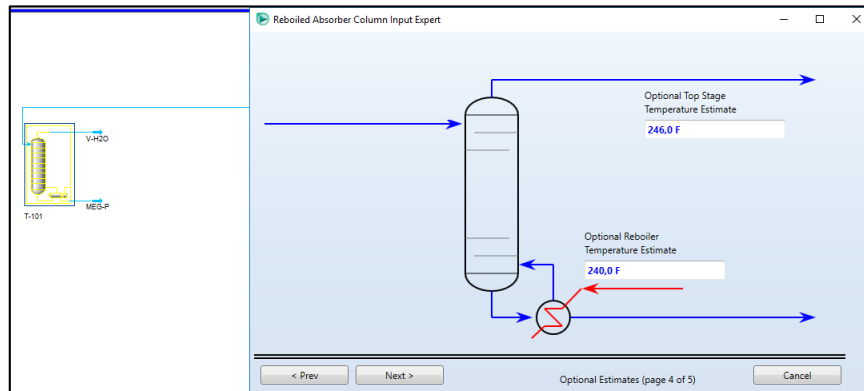 Reboiled Absorber Column Input Expert
Optional Top Stage
Temperature Estimate
246,0 F
V-H2O
MEG-P
T-101
Optional Reboiler
Temperature Estimate
240,0 F
< Prev
Next >
Optional Estimates (page 4 of 5)
Cancel